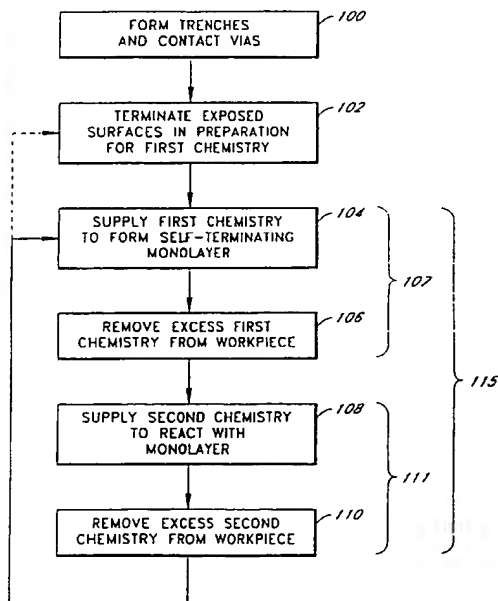 FORM TRENCHES
AND CONTACT VIAS
100
TERMINATE EXPOSED
SURFACES IN PREPARATION
FOR FIRST CHEMISTRY
102
SUPPLY FIRST CHEMISTRY
TO FORM SELF-TERMINATING
MONOLAYER
104
REMOVE EXCESS FIRST
CHEMISTRY FROM WORKPIECE
106
107
SUPPLY SECOND CHEMISTRY
TO REACT WITH
MONOLAYER
108
REMOVE EXCESS SECOND
CHEMISTRY FROM WORKPIECE
110
111
115